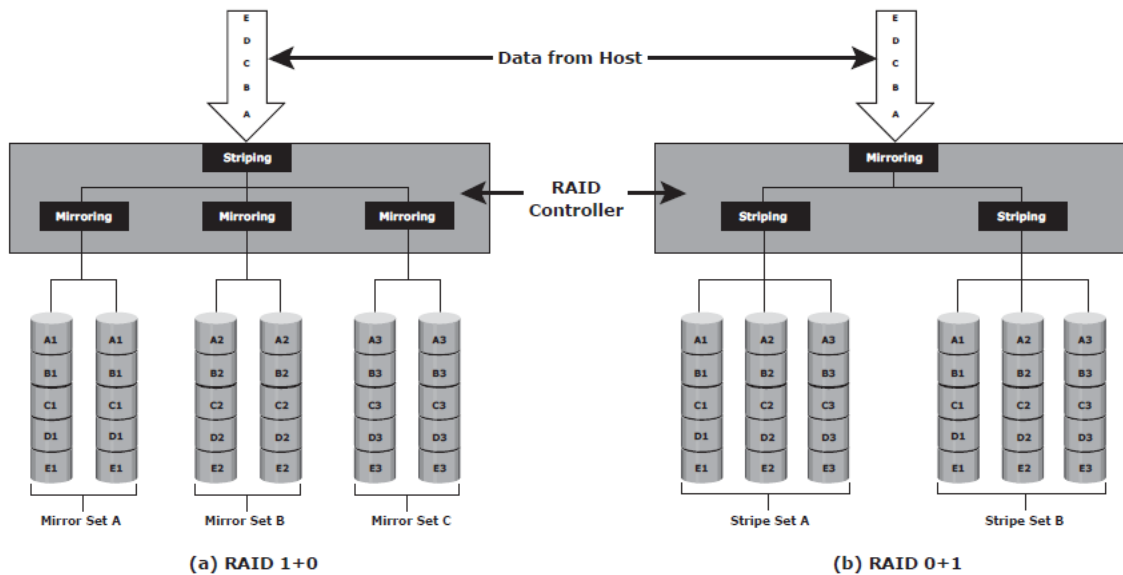 E
D
C
B
A
Data from Host
E
D
C
B
A
Striping
Mirroring
Mirroring
Mirroring
RAID
Controller
Mirroring
Striping
Striping
A1 A1 A2 A2 A3 A3
B1 B1 B2 B2 B3 B3
C1 C1 C2 C2 C3 C3
D1 D1 D2 D2 D3 D3
E1 E1 E2 E2 E3 E3
Mirror Set A
Mirror Set B
Mirror Set C
(a) RAID 1+0
A1 A2 A3 A1 A2 A3
B1 B2 B3 B1 B2 B3
C1 C2 C3 C1 C2 C3
D1 D2 D3 D1 D2 D3
E1 E2 E3 E1 E2 E3
Stripe Set A
Stripe Set B
(b) RAID 0+1